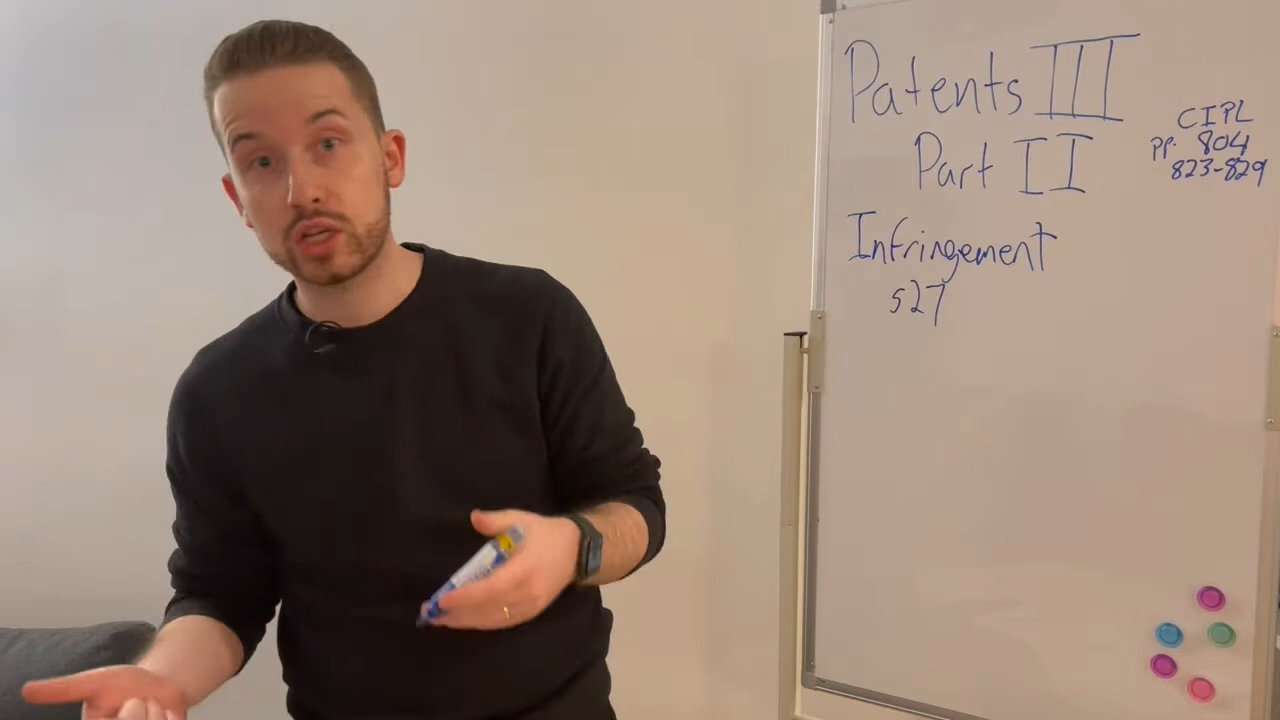 Patents III
Part II
CIPL
pp. 804
823-829
Infringement
s27